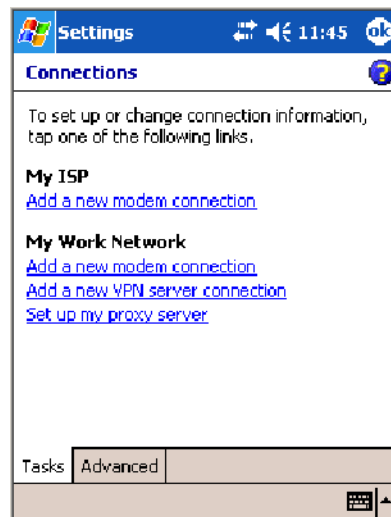 Settings 11:45 ok
Connections ?
To set up or change connection information,
tap one of the following links.
My ISP
Add a new modem connection
My Work Network
Add a new modem connection
Add a new VPN server connection
Set up my proxy server
Tasks Advanced